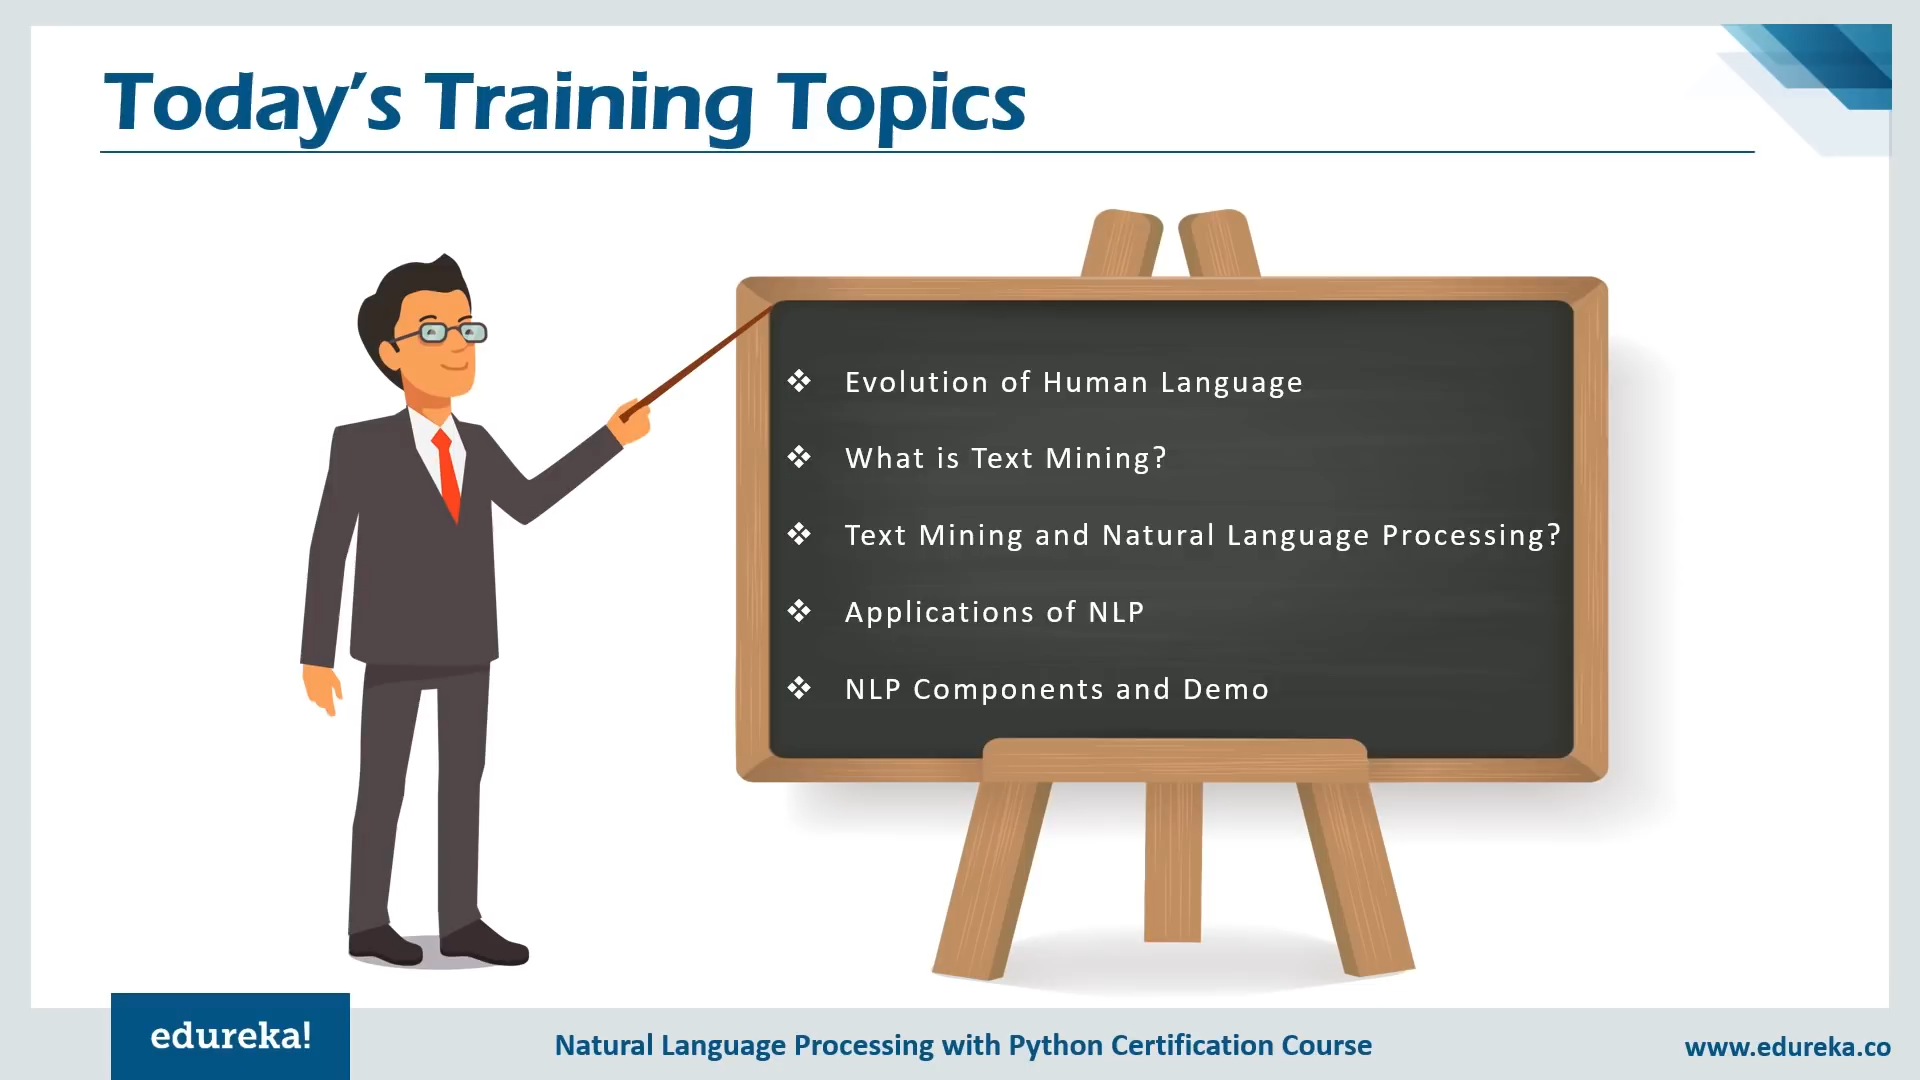 Today's Training Topics
❖ Evolution of Human Language
❖ What is Text Mining?
❖ Text Mining and Natural Language Processing?
❖ Applications of NLP
❖ NLP Components and Demo
edureka!
Natural Language Processing with Python Certification Course
www.edureka.co